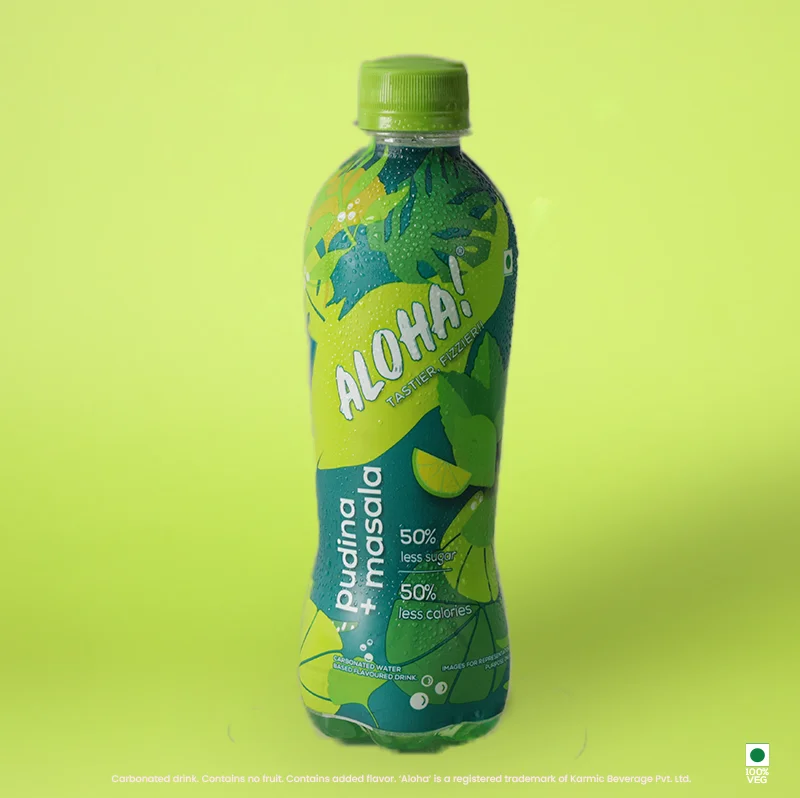 ALOHA!®
TASTIER. FIZZIER!!
pudina
+ masala
50%
less sugar
50%
less calories
CARBONATED WATER
BASED FLAVOURED DRINK.
IMAGES FOR
Carbonated drink. Contains no fruit. Contains added flavor. 'Aloha' is a registered trademark of Karmic Beverage Pvt. Ltd.
100%
VEG